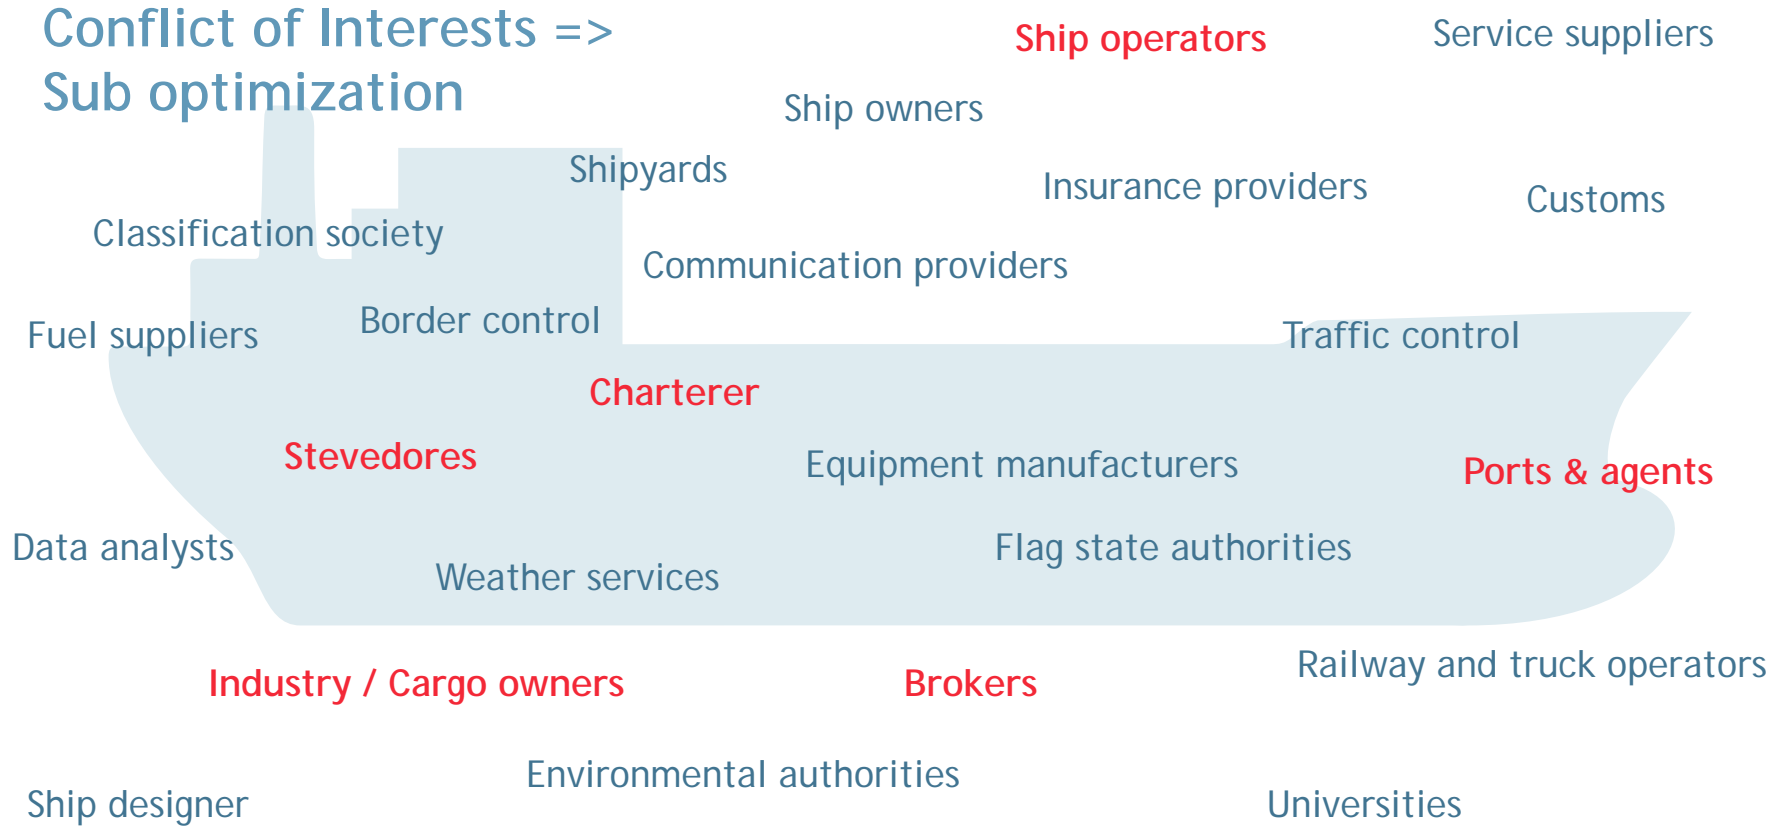 Conflict of Interests =>
Sub optimization
Ship operators
Service suppliers
Ship owners
Shipyards
Insurance providers
Customs
Classification society
Communication providers
Fuel suppliers
Border control
Traffic control
Charterer
Stevedores
Equipment manufacturers
Ports & agents
Data analysts
Weather services
Flag state authorities
Industry / Cargo owners
Brokers
Railway and truck operators
Environmental authorities
Ship designer
Universities